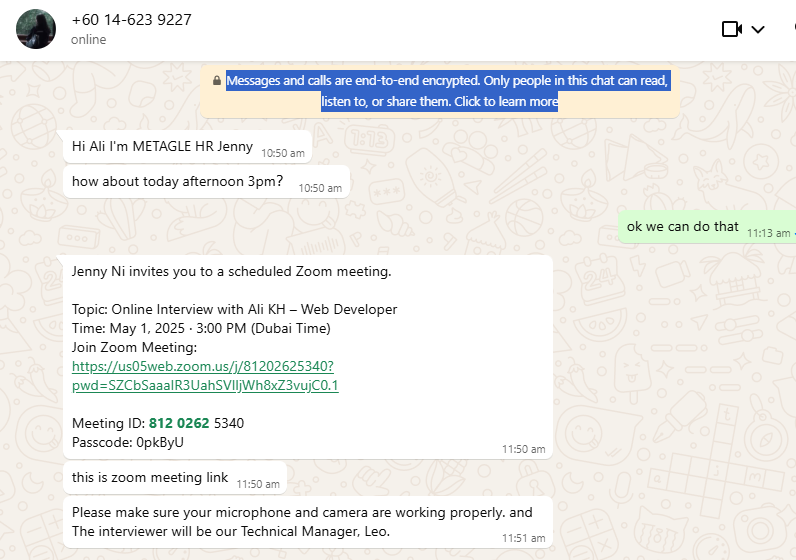 +60 14-623 9227
online
Messages and calls are end-to-end encrypted. Only people in this chat can read,
listen to, or share them. Click to learn more
Hi Ali I'm METAGLE HR Jenny 10:50 am
how about today afternoon 3pm? 10:50 am
ok we can do that 11:13 am
Jenny Ni invites you to a scheduled Zoom meeting.
Topic: Online Interview with Ali KH – Web Developer
Time: May 1, 2025 · 3:00 PM (Dubai Time)
Join Zoom Meeting:
https://us05web.zoom.us/j/81202625340?
pwd=SZCbSaaalR3UahSVlljWh8xZ3vujC0.1
Meeting ID: 812 0262 5340
Passcode: 0pkByU
11:50 am
this is zoom meeting link 11:50 am
Please make sure your microphone and camera are working properly. and
The interviewer will be our Technical Manager, Leo. 11:51 am